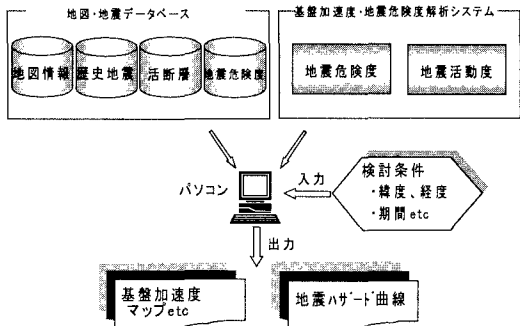 地図・地震データベース
基盤加速度・地震危険度解析システム
地図情報
歴史地震
活断層
地震危険度
地震危険度
地震活動度
パソコン
入力
検討条件
・緯度、経度
・期間etc
出力
基盤加速度
マップetc
地震ハザード曲線